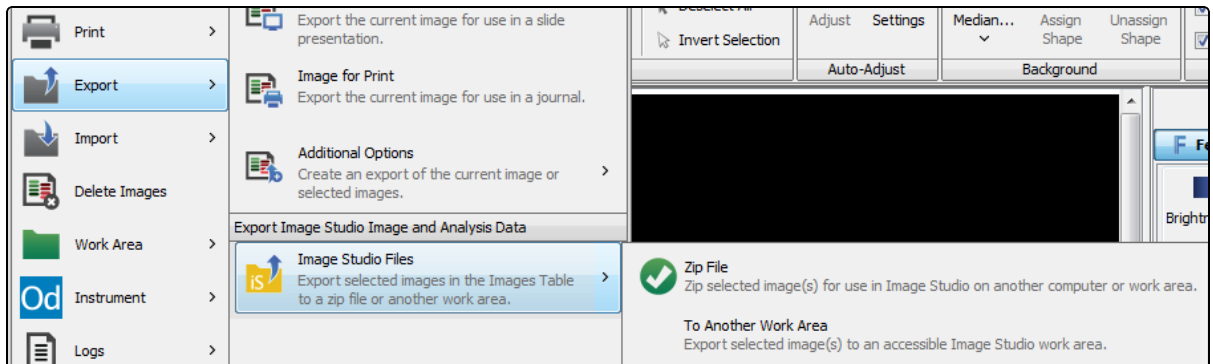 Print
Export
Import
Delete Images
Work Area
Od
Instrument
Logs
Export the current image for use in a slide
presentation.
Image for Print
Export the current image for use in a journal.
Additional Options
Create an export of the current image or
selected images.
Export Image Studio Image and Analysis Data
iS
Image Studio Files
Export selected images in the Images Table
to a zip file or another work area.
Zip File
Zip selected image(s) for use in Image Studio on another computer or work area.
To Another Work Area
Export selected image(s) to an accessible Image Studio work area.
Deselect All
Invert Selection
Adjust
Settings
Auto-Adjust
Median...
Assign
Shape
Unassign
Shape
Background
F Fe
Brightn